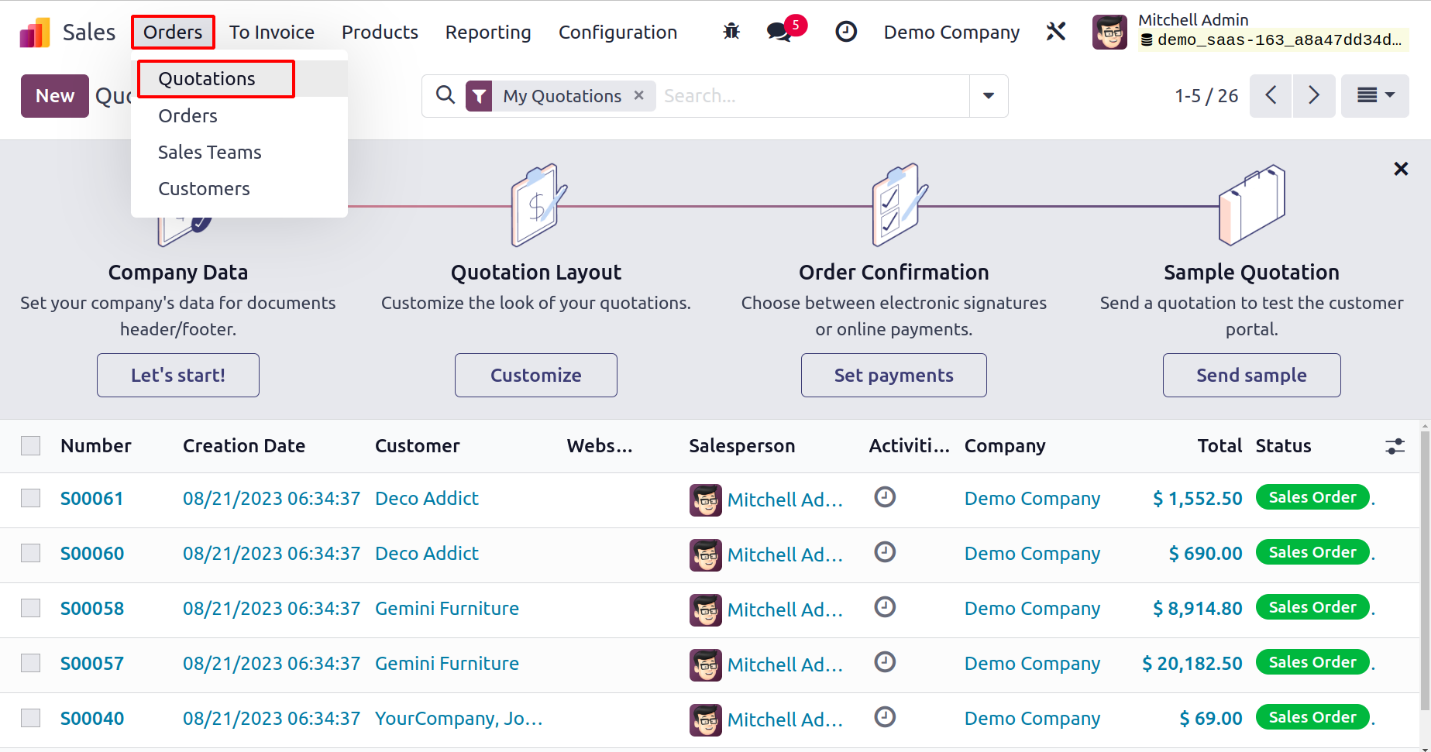 Sales Orders To Invoice Products Reporting Configuration 5 Demo Company Mitchell Admin
demo_saas-163_a8a47dd34d…
Quotations
New Quo My Quotations × Search... 1-5 / 26
Orders
Sales Teams
Customers
Company Data Quotation Layout Order Confirmation Sample Quotation
Set your company's data for documents Customize the look of your quotations. Choose between electronic signatures Send a quotation to test the customer
header/footer. or online payments. portal.
Let's start! Customize Set payments Send sample
Number Creation Date Customer Webs… Salesperson Activiti… Company Total Status
S00061 08/21/2023 06:34:37 Deco Addict Mitchell Ad… Demo Company $ 1,552.50 Sales Order .
S00060 08/21/2023 06:34:37 Deco Addict Mitchell Ad… Demo Company $ 690.00 Sales Order .
S00058 08/21/2023 06:34:37 Gemini Furniture Mitchell Ad… Demo Company $ 8,914.80 Sales Order .
S00057 08/21/2023 06:34:37 Gemini Furniture Mitchell Ad… Demo Company $ 20,182.50 Sales Order .
S00040 08/21/2023 06:34:37 YourCompany, Jo… Mitchell Ad… Demo Company $ 69.00 Sales Order .